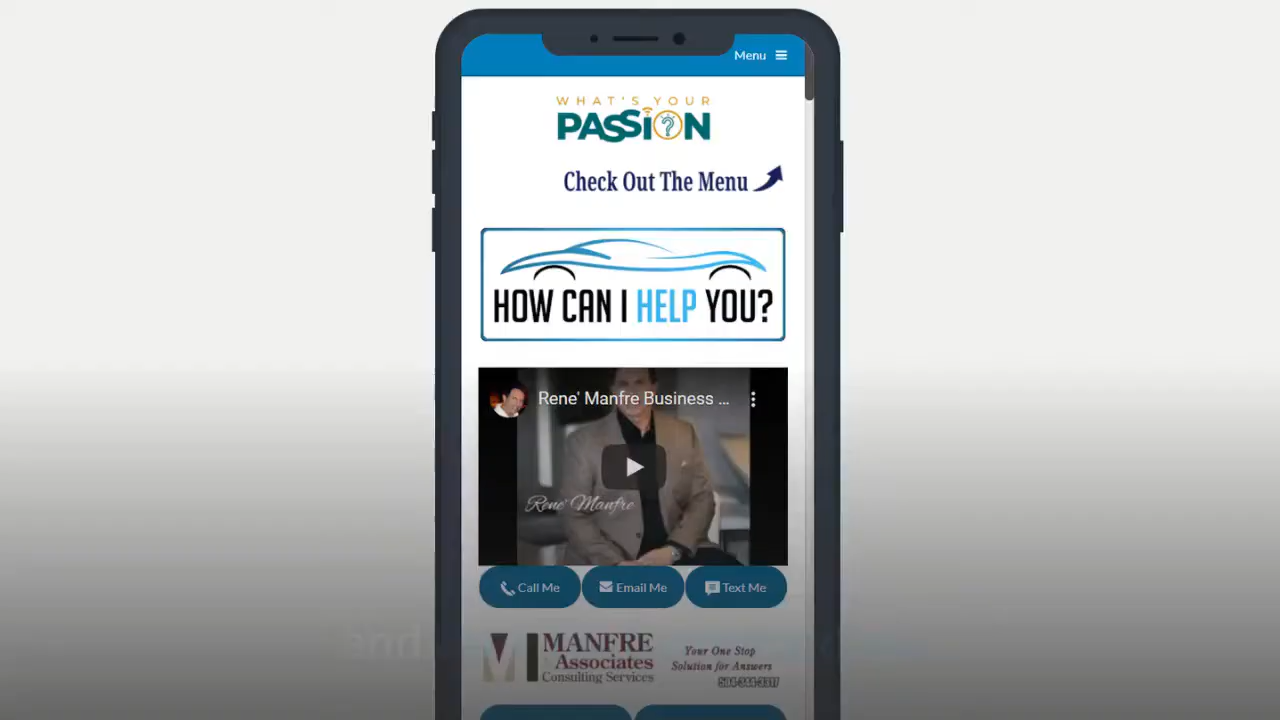 Menu
WHAT'S YOUR
PASSION
Check Out The Menu
HOW CAN I HELP YOU?
Rene' Manfre Business ...
Rene' Manfre
Call Me
Email Me
Text Me
MANFRE
Associates
Consulting Services
Your One Stop
Solution for Answers
and